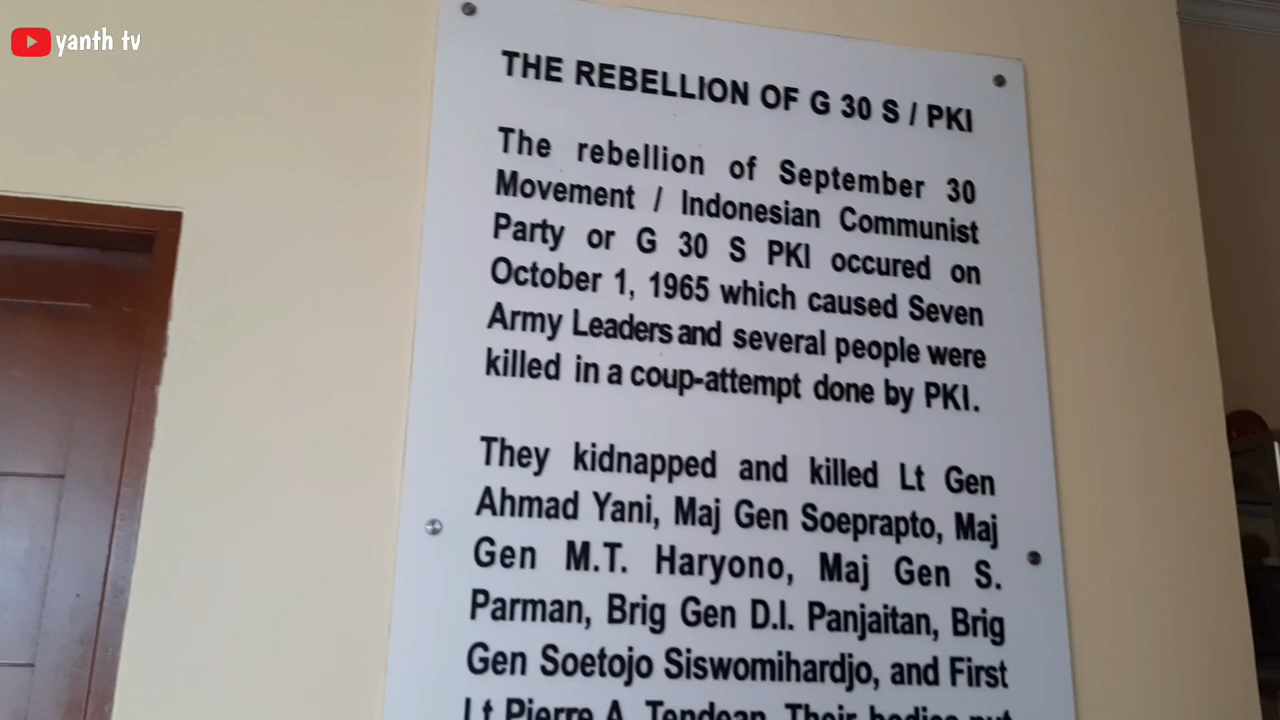 yanth tv
THE REBELLION OF G 30 S / PKI
The rebellion of September 30
Movement / Indonesian Communist
Party or G 30 S PKI occured on
October 1, 1965 which caused Seven
Army Leaders and several people were
killed in a coup-attempt done by PKI.
They kidnapped and killed Lt Gen
Ahmad Yani, Maj Gen Soeprapto, Maj
Gen M.T. Haryono, Maj Gen S.
Parman, Brig Gen D.I. Panjaitan, Brig
Gen Soetojo Siswomihardjo, and First
Lt Pierre A. Tendean. Their bodies put